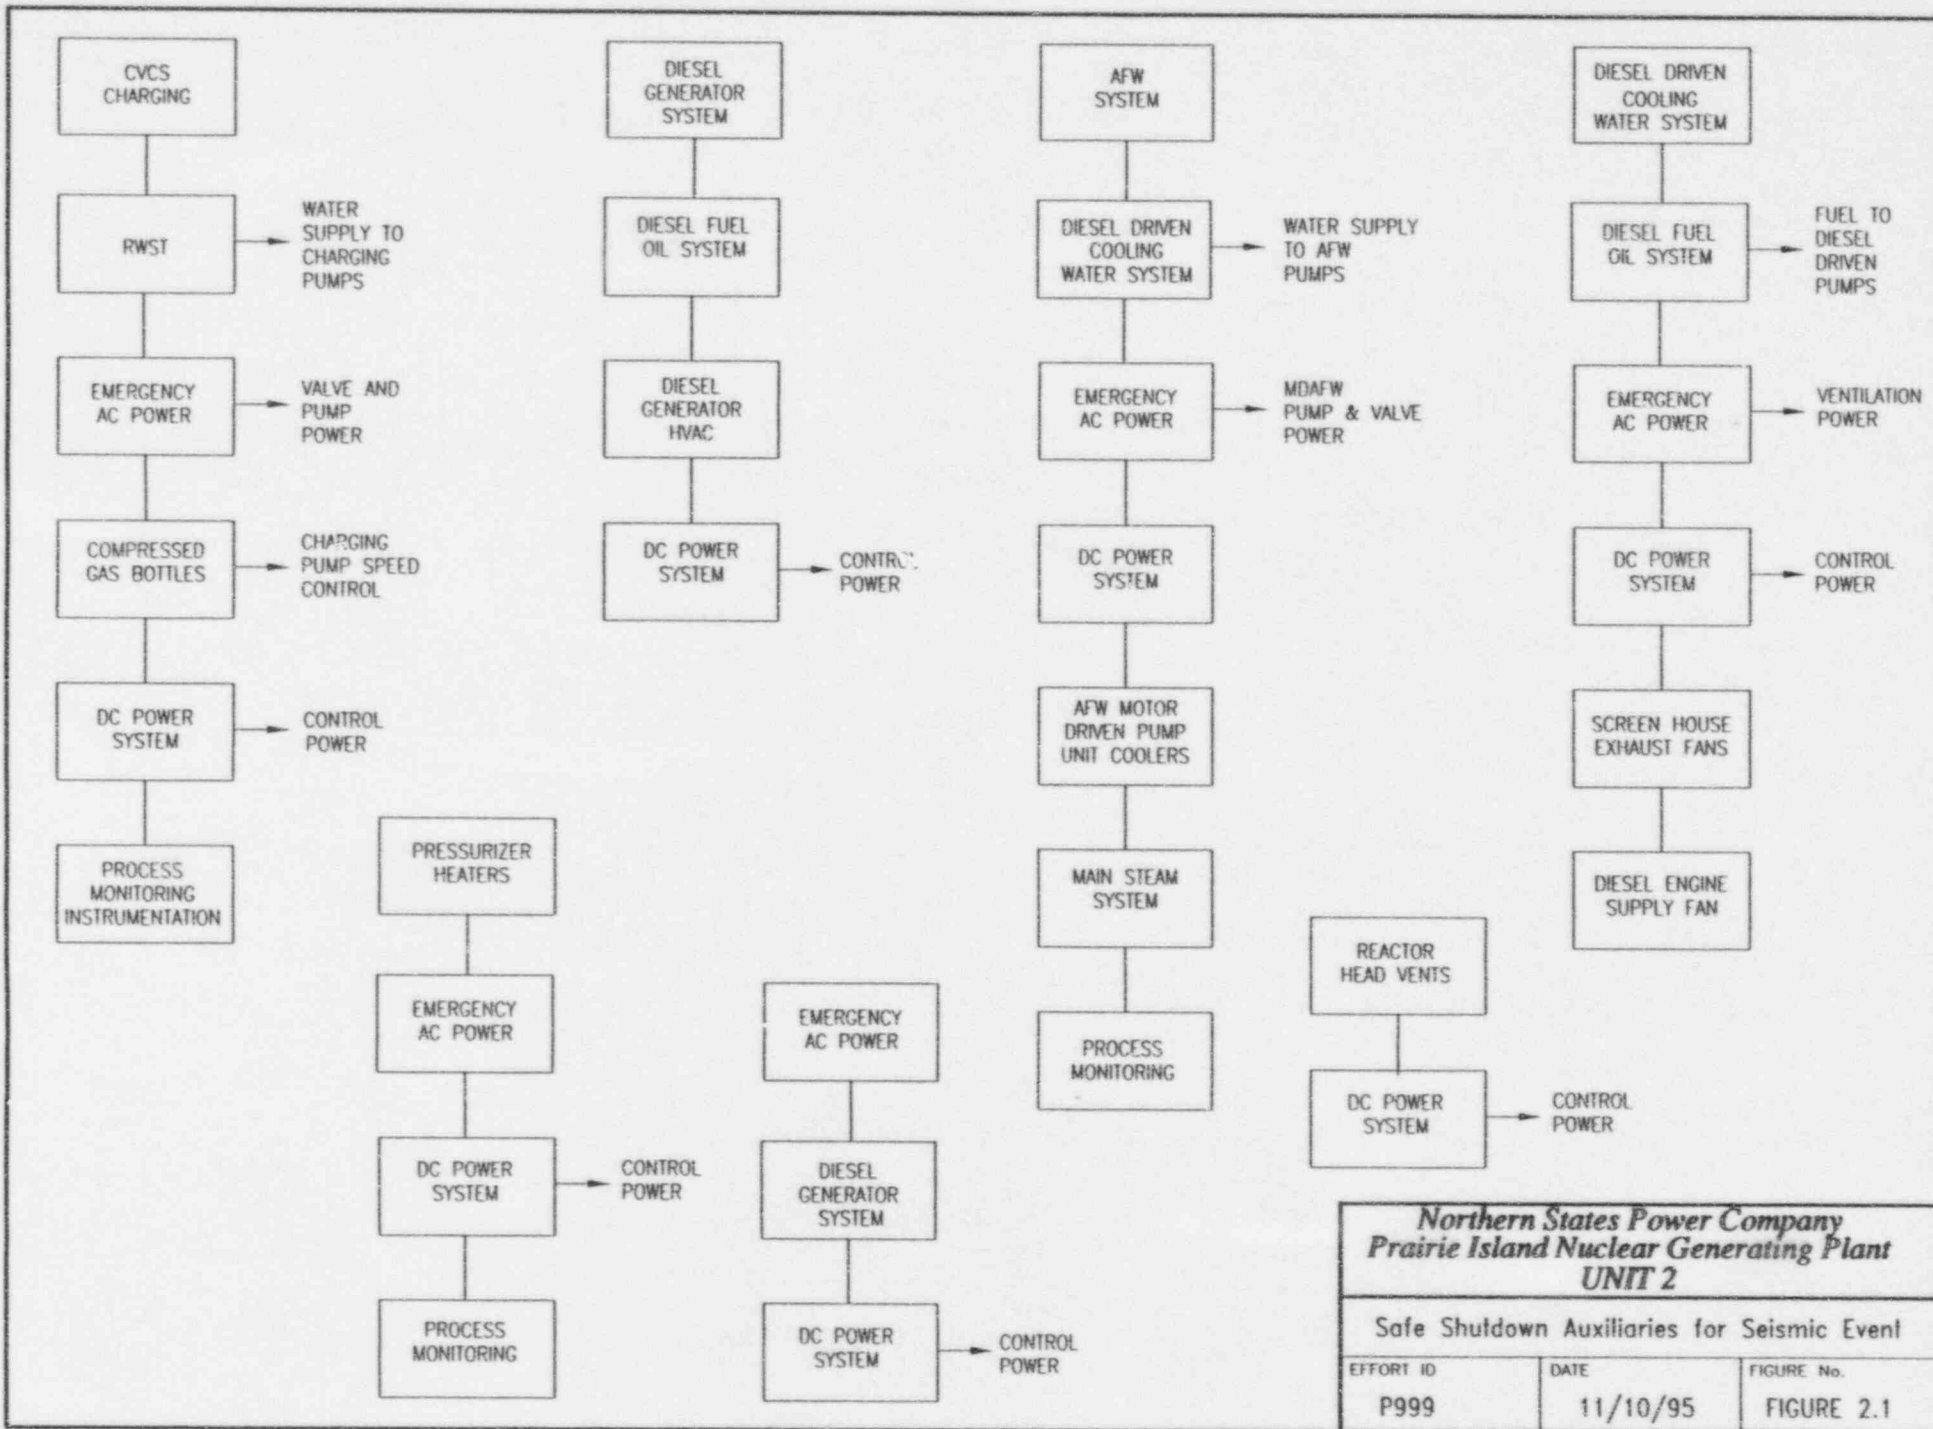 CVCS
CHARGING
RWST
WATER
SUPPLY TO
CHARGING
PUMPS
EMERGENCY
AC POWER
VALVE AND
PUMP
POWER
COMPRESSED
GAS BOTTLES
CHARGING
PUMP SPEED
CONTROL
DC POWER
SYSTEM
CONTROL
POWER
PROCESS
MONITORING
INSTRUMENTATION
PRESSURIZER
HEATERS
EMERGENCY
AC POWER
DC POWER
SYSTEM
CONTROL
POWER
PROCESS
MONITORING
DIESEL
GENERATOR
SYSTEM
DIESEL FUEL
OIL SYSTEM
DIESEL
GENERATOR
HVAC
DC POWER
SYSTEM
CONTROL
POWER
EMERGENCY
AC POWER
DIESEL
GENERATOR
SYSTEM
DC POWER
SYSTEM
CONTROL
POWER
AFW
SYSTEM
DIESEL DRIVEN
COOLING
WATER SYSTEM
WATER SUPPLY
TO AFW
PUMPS
EMERGENCY
AC POWER
MDAFW
PUMP & VALVE
POWER
DC POWER
SYSTEM
AFW MOTOR
DRIVEN PUMP
UNIT COOLERS
MAIN STEAM
SYSTEM
PROCESS
MONITORING
REACTOR
HEAD VENTS
DC POWER
SYSTEM
CONTROL
POWER
DIESEL DRIVEN
COOLING
WATER SYSTEM
DIESEL FUEL
OIL SYSTEM
FUEL TO
DIESEL
DRIVEN
PUMPS
EMERGENCY
AC POWER
VENTILATION
POWER
DC POWER
SYSTEM
CONTROL
POWER
SCREEN HOUSE
EXHAUST FANS
DIESEL ENGINE
SUPPLY FAN
Northern States Power Company
Prairie Island Nuclear Generating Plant
UNIT 2
Safe Shutdown Auxiliaries for Seismic Event
EFFORT ID
P999
DATE
11/10/95
FIGURE No.
FIGURE 2.1